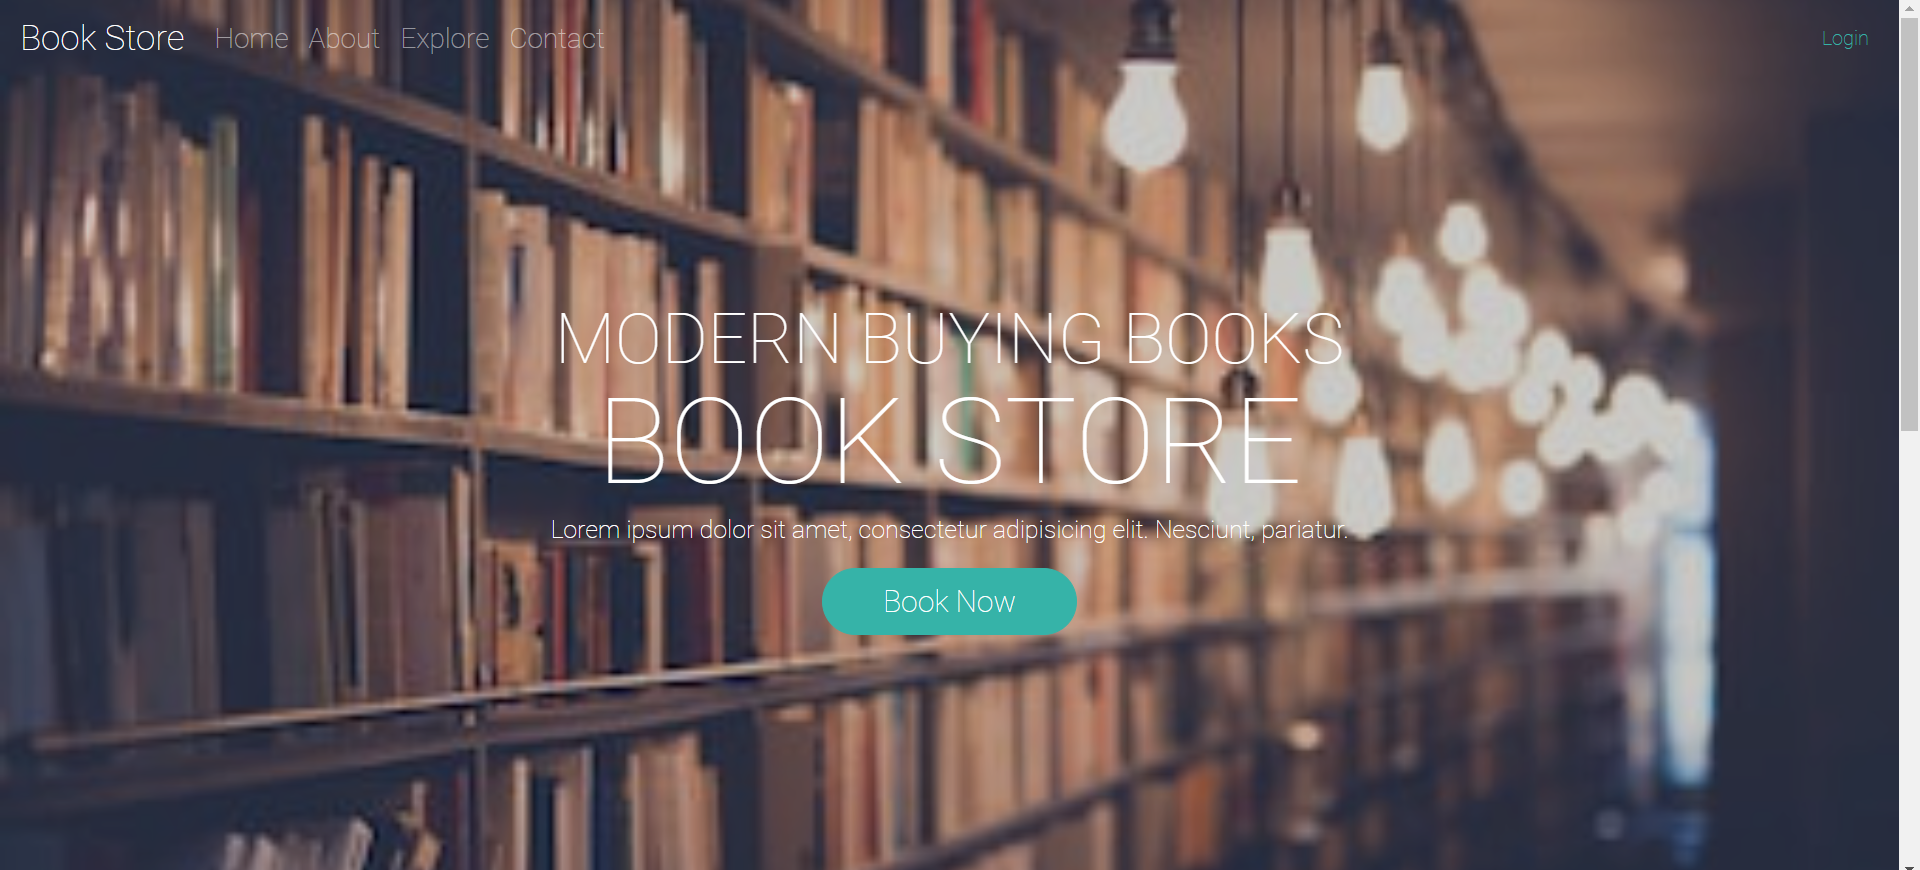 Book Store
Home About Explore Contact
Login
MODERN BUYING BOOKS
BOOK STORE
Lorem ipsum dolor sit amet, consectetur adipisicing elit. Nesciunt, pariatur.
Book Now